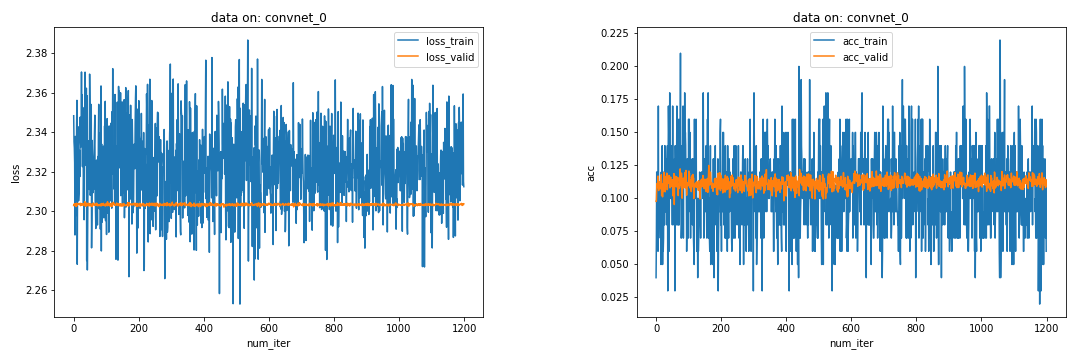 data on: convnet_0
loss_train
loss_valid
2.38
2.36
2.34
2.32
2.30
2.28
2.26
loss
0 200 400 600 800 1000 1200
num_iter
data on: convnet_0
acc_train
acc_valid
0.225
0.200
0.175
0.150
0.125
0.100
0.075
0.050
0.025
acc
0 200 400 600 800 1000 1200
num_iter